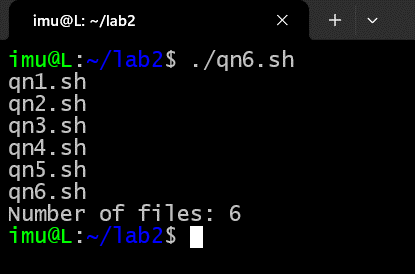 imu@L: ~/lab2
imu@L:~/lab2$ ./qn6.sh
qn1.sh
qn2.sh
qn3.sh
qn4.sh
qn5.sh
qn6.sh
Number of files: 6
imu@L:~/lab2$